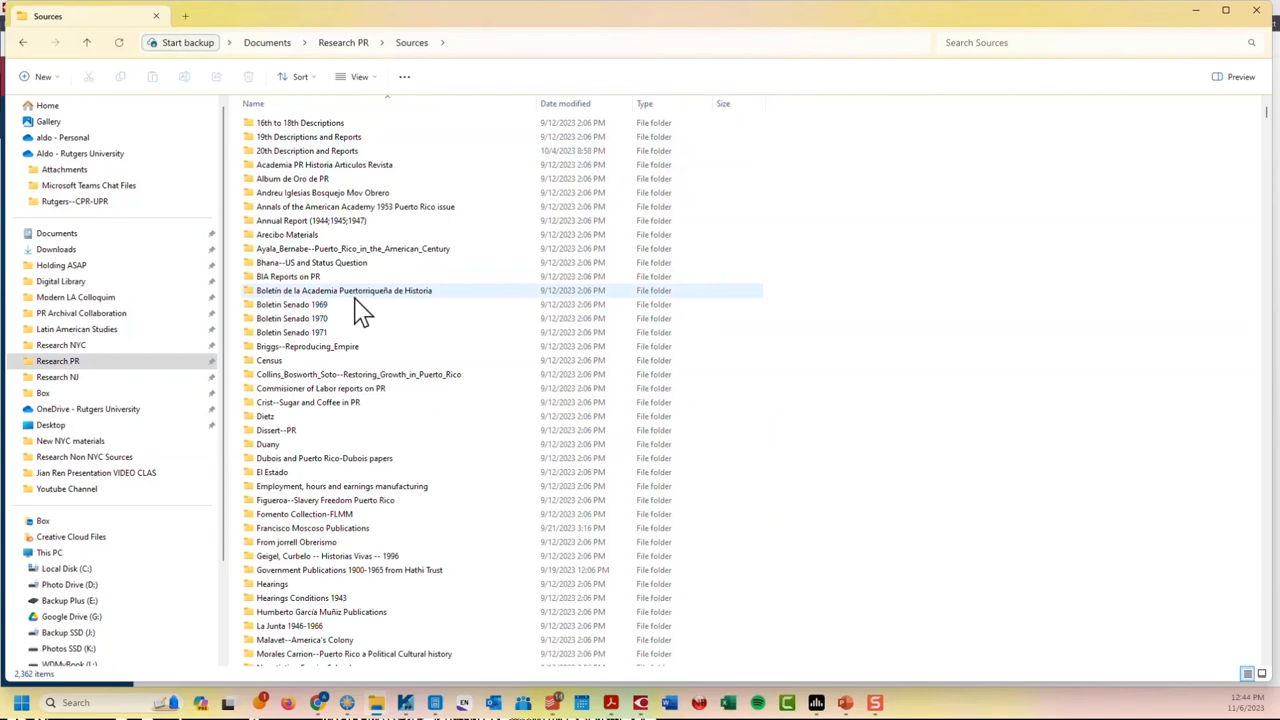 Sources
Start backup > Documents > Research PR > Sources >
Search Sources
New Sort View ... Preview
Name Date modified Type Size
Home
Gallery
aldo - Personal
Aldo - Rutgers University
Attachments
Microsoft Teams Chat Files
Rutgers--CPR-UPR
Documents
Downloads
Holding ASAP
Digital Library
Modern LA Colloquim
PR Archival Collaboration
Latin American Studies
Research NYC
Research PR
Research NJ
Box
OneDrive - Rutgers University
Desktop
New NYC materials
Research Non NYC Sources
Jian Ren Presentation VIDEO CLAS
Youtube Channel
Box
Creative Cloud Files
This PC
Local Disk (C:)
Photo Drive (D:)
Backup Plus (E:)
Google Drive (G:)
Backup SSD (J:)
Photos SSD (K:)
WDMyBook (L:)
16th to 18th Descriptions 9/12/2023 2:06 PM File folder
19th Descriptions and Reports 9/12/2023 2:06 PM File folder
20th Description and Reports 10/4/2023 8:58 PM File folder
Academia PR Historia Articulos Revista 9/12/2023 2:06 PM File folder
Album de Oro de PR 9/12/2023 2:06 PM File folder
Andreu Iglesias Bosquejo Mov Obrero 9/12/2023 2:06 PM File folder
Annals of the American Academy 1953 Puerto Rico issue 9/12/2023 2:06 PM File folder
Annual Report (1944;1945;1947) 9/12/2023 2:06 PM File folder
Arecibo Materials 9/12/2023 2:06 PM File folder
Ayala_Bernabe--Puerto_Rico_in_the_American_Century 9/12/2023 2:06 PM File folder
Bhana--US and Status Question 9/12/2023 2:06 PM File folder
BIA Reports on PR 9/12/2023 2:06 PM File folder
Boletín de la Academia Puertorriqueña de Historia 9/12/2023 2:06 PM File folder
Boletin Senado 1969 9/12/2023 2:06 PM File folder
Boletin Senado 1970 9/12/2023 2:06 PM File folder
Boletin Senado 1971 9/12/2023 2:06 PM File folder
Briggs--Reproducing_Empire 9/12/2023 2:06 PM File folder
Census 9/12/2023 2:06 PM File folder
Collins_Bosworth_Soto--Restoring_Growth_in_Puerto_Rico 9/12/2023 2:06 PM File folder
Commisioner of Labor reports on PR 9/12/2023 2:06 PM File folder
Crist--Sugar and Coffee in PR 9/12/2023 2:06 PM File folder
Dietz 9/12/2023 2:06 PM File folder
Dissert--PR 9/12/2023 2:06 PM File folder
Duany 9/12/2023 2:06 PM File folder
Dubois and Puerto Rico-Dubois papers 9/12/2023 2:06 PM File folder
El Estado 9/12/2023 2:06 PM File folder
Employment, hours and earnings manufacturing 9/12/2023 2:06 PM File folder
Figueroa--Slavery Freedom Puerto Rico 9/12/2023 2:06 PM File folder
Fomento Collection-FLMM 9/12/2023 2:06 PM File folder
Francisco Moscoso Publications 9/21/2023 3:16 PM File folder
From jorrell Obrerismo 9/12/2023 2:06 PM File folder
Geigel, Curbelo -- Historias Vivas -- 1996 9/12/2023 2:06 PM File folder
Government Publications 1900-1965 from Hathi Trust 9/19/2023 12:06 PM File folder
Hearings 9/12/2023 2:06 PM File folder
Hearings Conditions 1943 9/12/2023 2:06 PM File folder
Humberto García Muñiz Publications 9/12/2023 2:06 PM File folder
La Junta 1946-1966 9/12/2023 2:06 PM File folder
Malavet--America's Colony 9/12/2023 2:06 PM File folder
Morales Carrion--Puerto Rico a Political Cultural history 9/12/2023 2:06 PM File folder
2,362 items
Search
EN
12:44 PM
11/6/2023